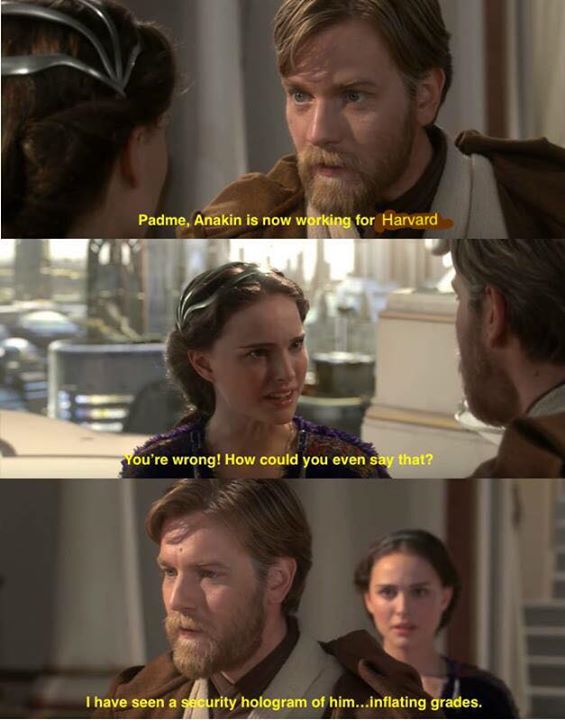 Padme, Anakin is now working for Harvard
You're wrong! How could you even say that?
I have seen a security hologram of him...inflating grades.